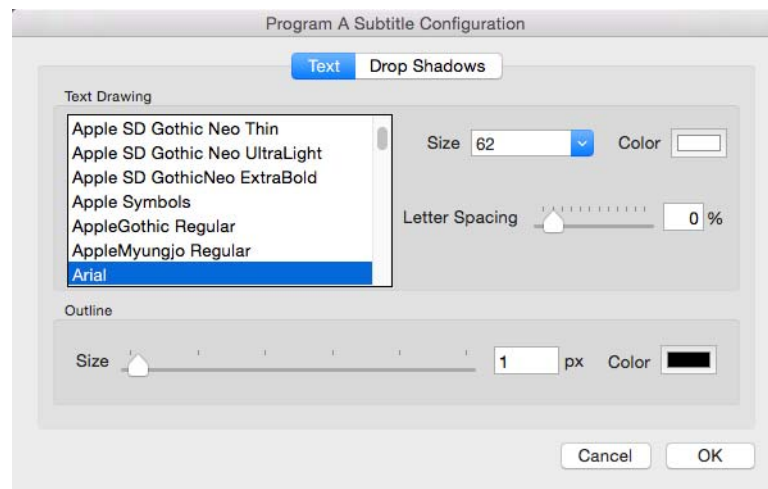 Program A Subtitle Configuration
Text Drop Shadows
Text Drawing
Apple SD Gothic Neo Thin
Apple SD Gothic Neo UltraLight
Apple SD GothicNeo ExtraBold
Apple Symbols
AppleGothic Regular
AppleMyungjo Regular
Arial
Size 62 Color
Letter Spacing 0 %
Outline
Size 1 px Color
Cancel OK